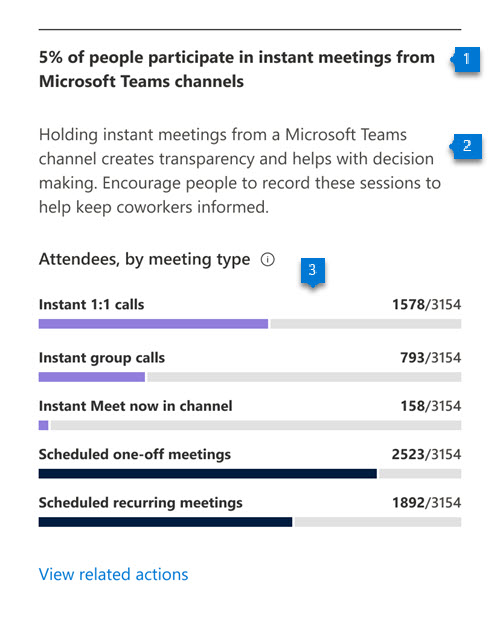 5% of people participate in instant meetings from
Microsoft Teams channels
1
Holding instant meetings from a Microsoft Teams
channel creates transparency and helps with decision
making. Encourage people to record these sessions to
help keep coworkers informed.
2
Attendees, by meeting type
3
Instant 1:1 calls 1578/3154
Instant group calls 793/3154
Instant Meet now in channel 158/3154
Scheduled one-off meetings 2523/3154
Scheduled recurring meetings 1892/3154
View related actions